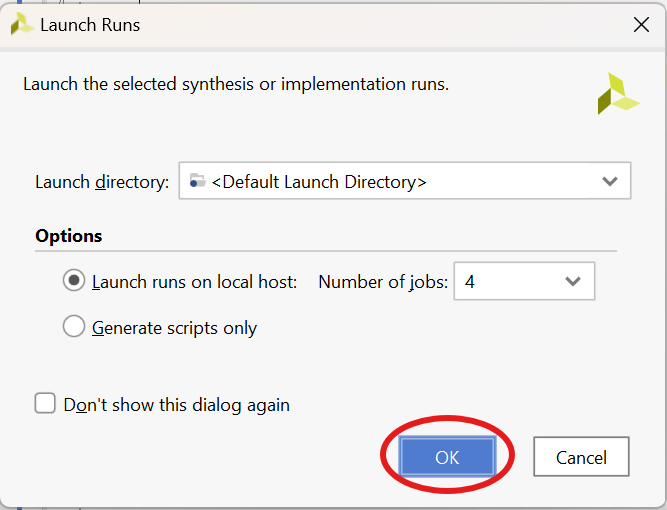 Launch Runs
Launch the selected synthesis or implementation runs.
Launch directory: <Default Launch Directory>
Options
Launch runs on local host: Number of jobs: 4
Generate scripts only
Don't show this dialog again
OK Cancel